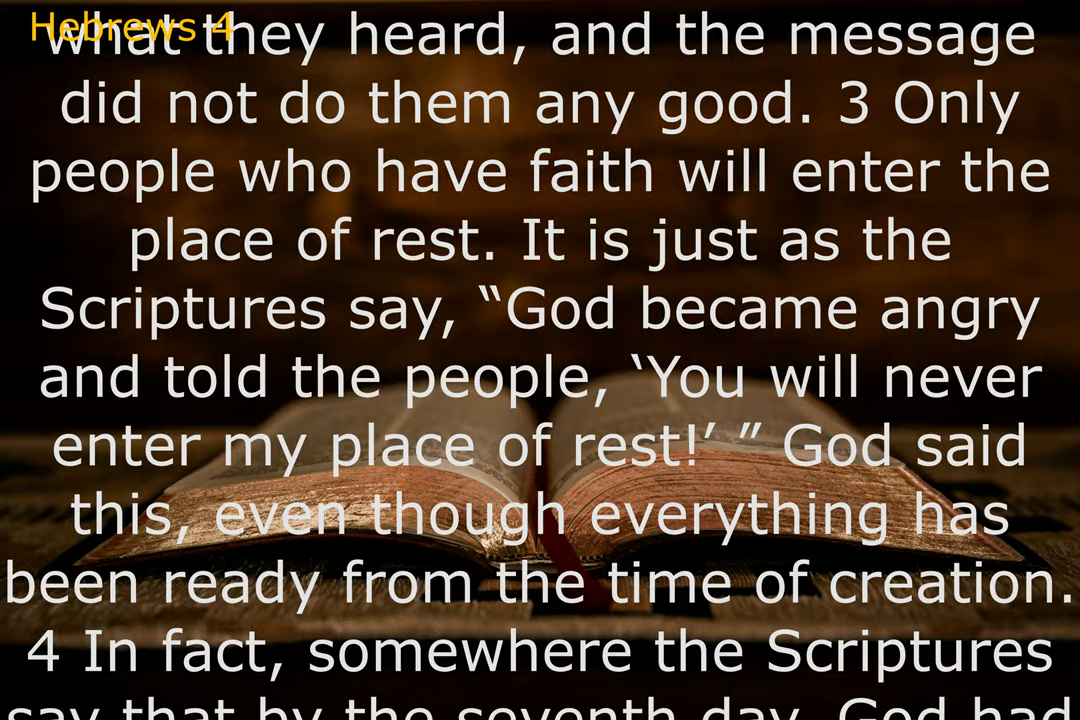 Hebrews 4
what they heard, and the message
did not do them any good. 3 Only
people who have faith will enter the
place of rest. It is just as the
Scriptures say, “God became angry
and told the people, ‘You will never
enter my place of rest!’ ” God said
this, even though everything has
been ready from the time of creation.
4 In fact, somewhere the Scriptures
say that by the seventh day, God had